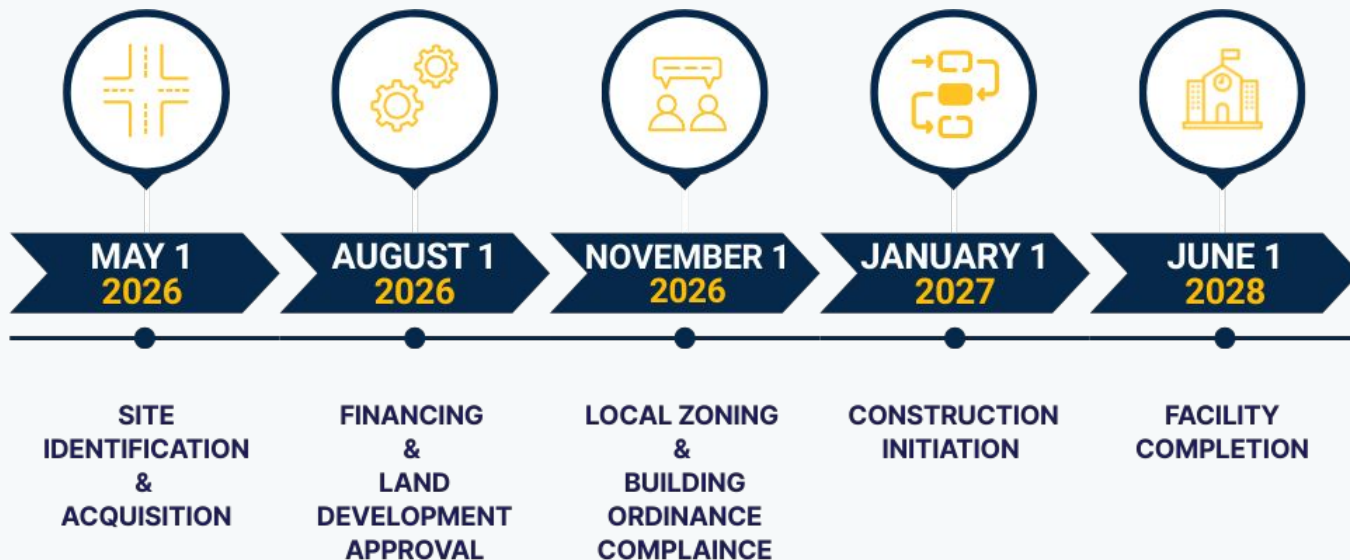 MAY 1
2026
AUGUST 1
2026
NOVEMBER 1
2026
JANUARY 1
2027
JUNE 1
2028
SITE
IDENTIFICATION
&
ACQUISITION
FINANCING
&
LAND
DEVELOPMENT
APPROVAL
LOCAL ZONING
&
BUILDING
ORDINANCE
COMPLAINCE
CONSTRUCTION
INITIATION
FACILITY
COMPLETION